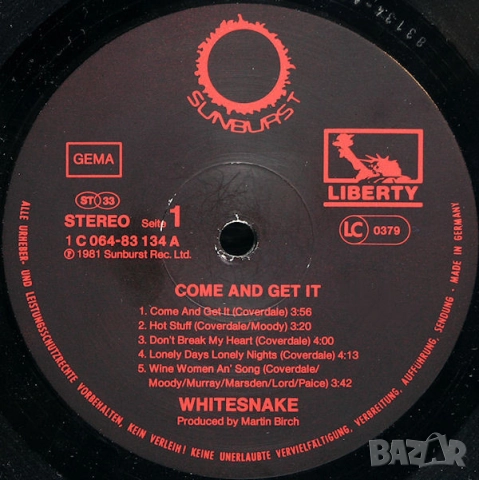 83134-A
SUNBURST
GEMA
LIBERTY
ST 33
STEREO Seite 1
1 C 064-83 134 A
℗ 1981 Sunburst Rec. Ltd.
LC 0379
COME AND GET IT
1. Come And Get It (Coverdale) 3:56
2. Hot Stuff (Coverdale/Moody) 3:20
3. Don't Break My Heart (Coverdale) 4:00
4. Lonely Days Lonely Nights (Coverdale) 4:13
5. Wine Women An' Song (Coverdale/
Moody/Murray/Marsden/Lord/Paice) 3:42
WHITESNAKE
Produced by Martin Birch
ALLE URHEBER- UND LEISTUNGSSCHUTZRECHTE VORBEHALTEN, KEIN VERLEIH! KEINE UNERLAUBTE VERVIELFÄLTIGUNG, VERBREITUNG, AUFFÜHRUNG, SENDUNG · MADE IN GERMANY
BAZAR